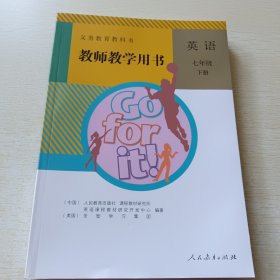 义务教育教科书
教师教学用书
英语
七年级
下册
Go for it!
(中国) 人民教育出版社 课程教材研究所
英语课程教材研究开发中心 编著
(美国) 圣智学习集团
人民教育出版社